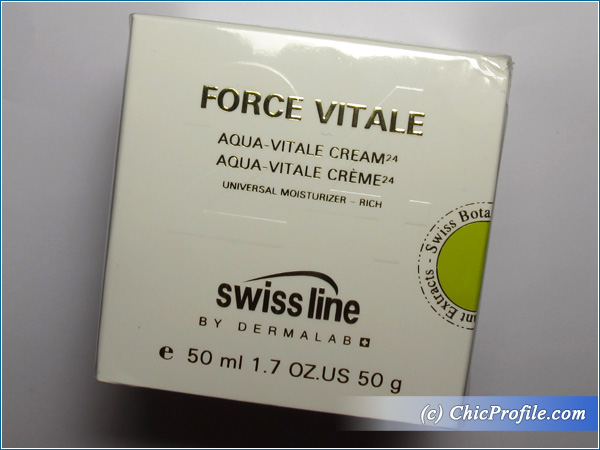 FORCE VITALE
AQUA-VITALE CREAM²⁴
AQUA-VITALE CRÈME²⁴
UNIVERSAL MOISTURIZER - RICH
swiss line
BY DERMALAB
e 50 ml 1.7 OZ.US 50 g
Extracts - Swiss
(c) ChicProfile.com